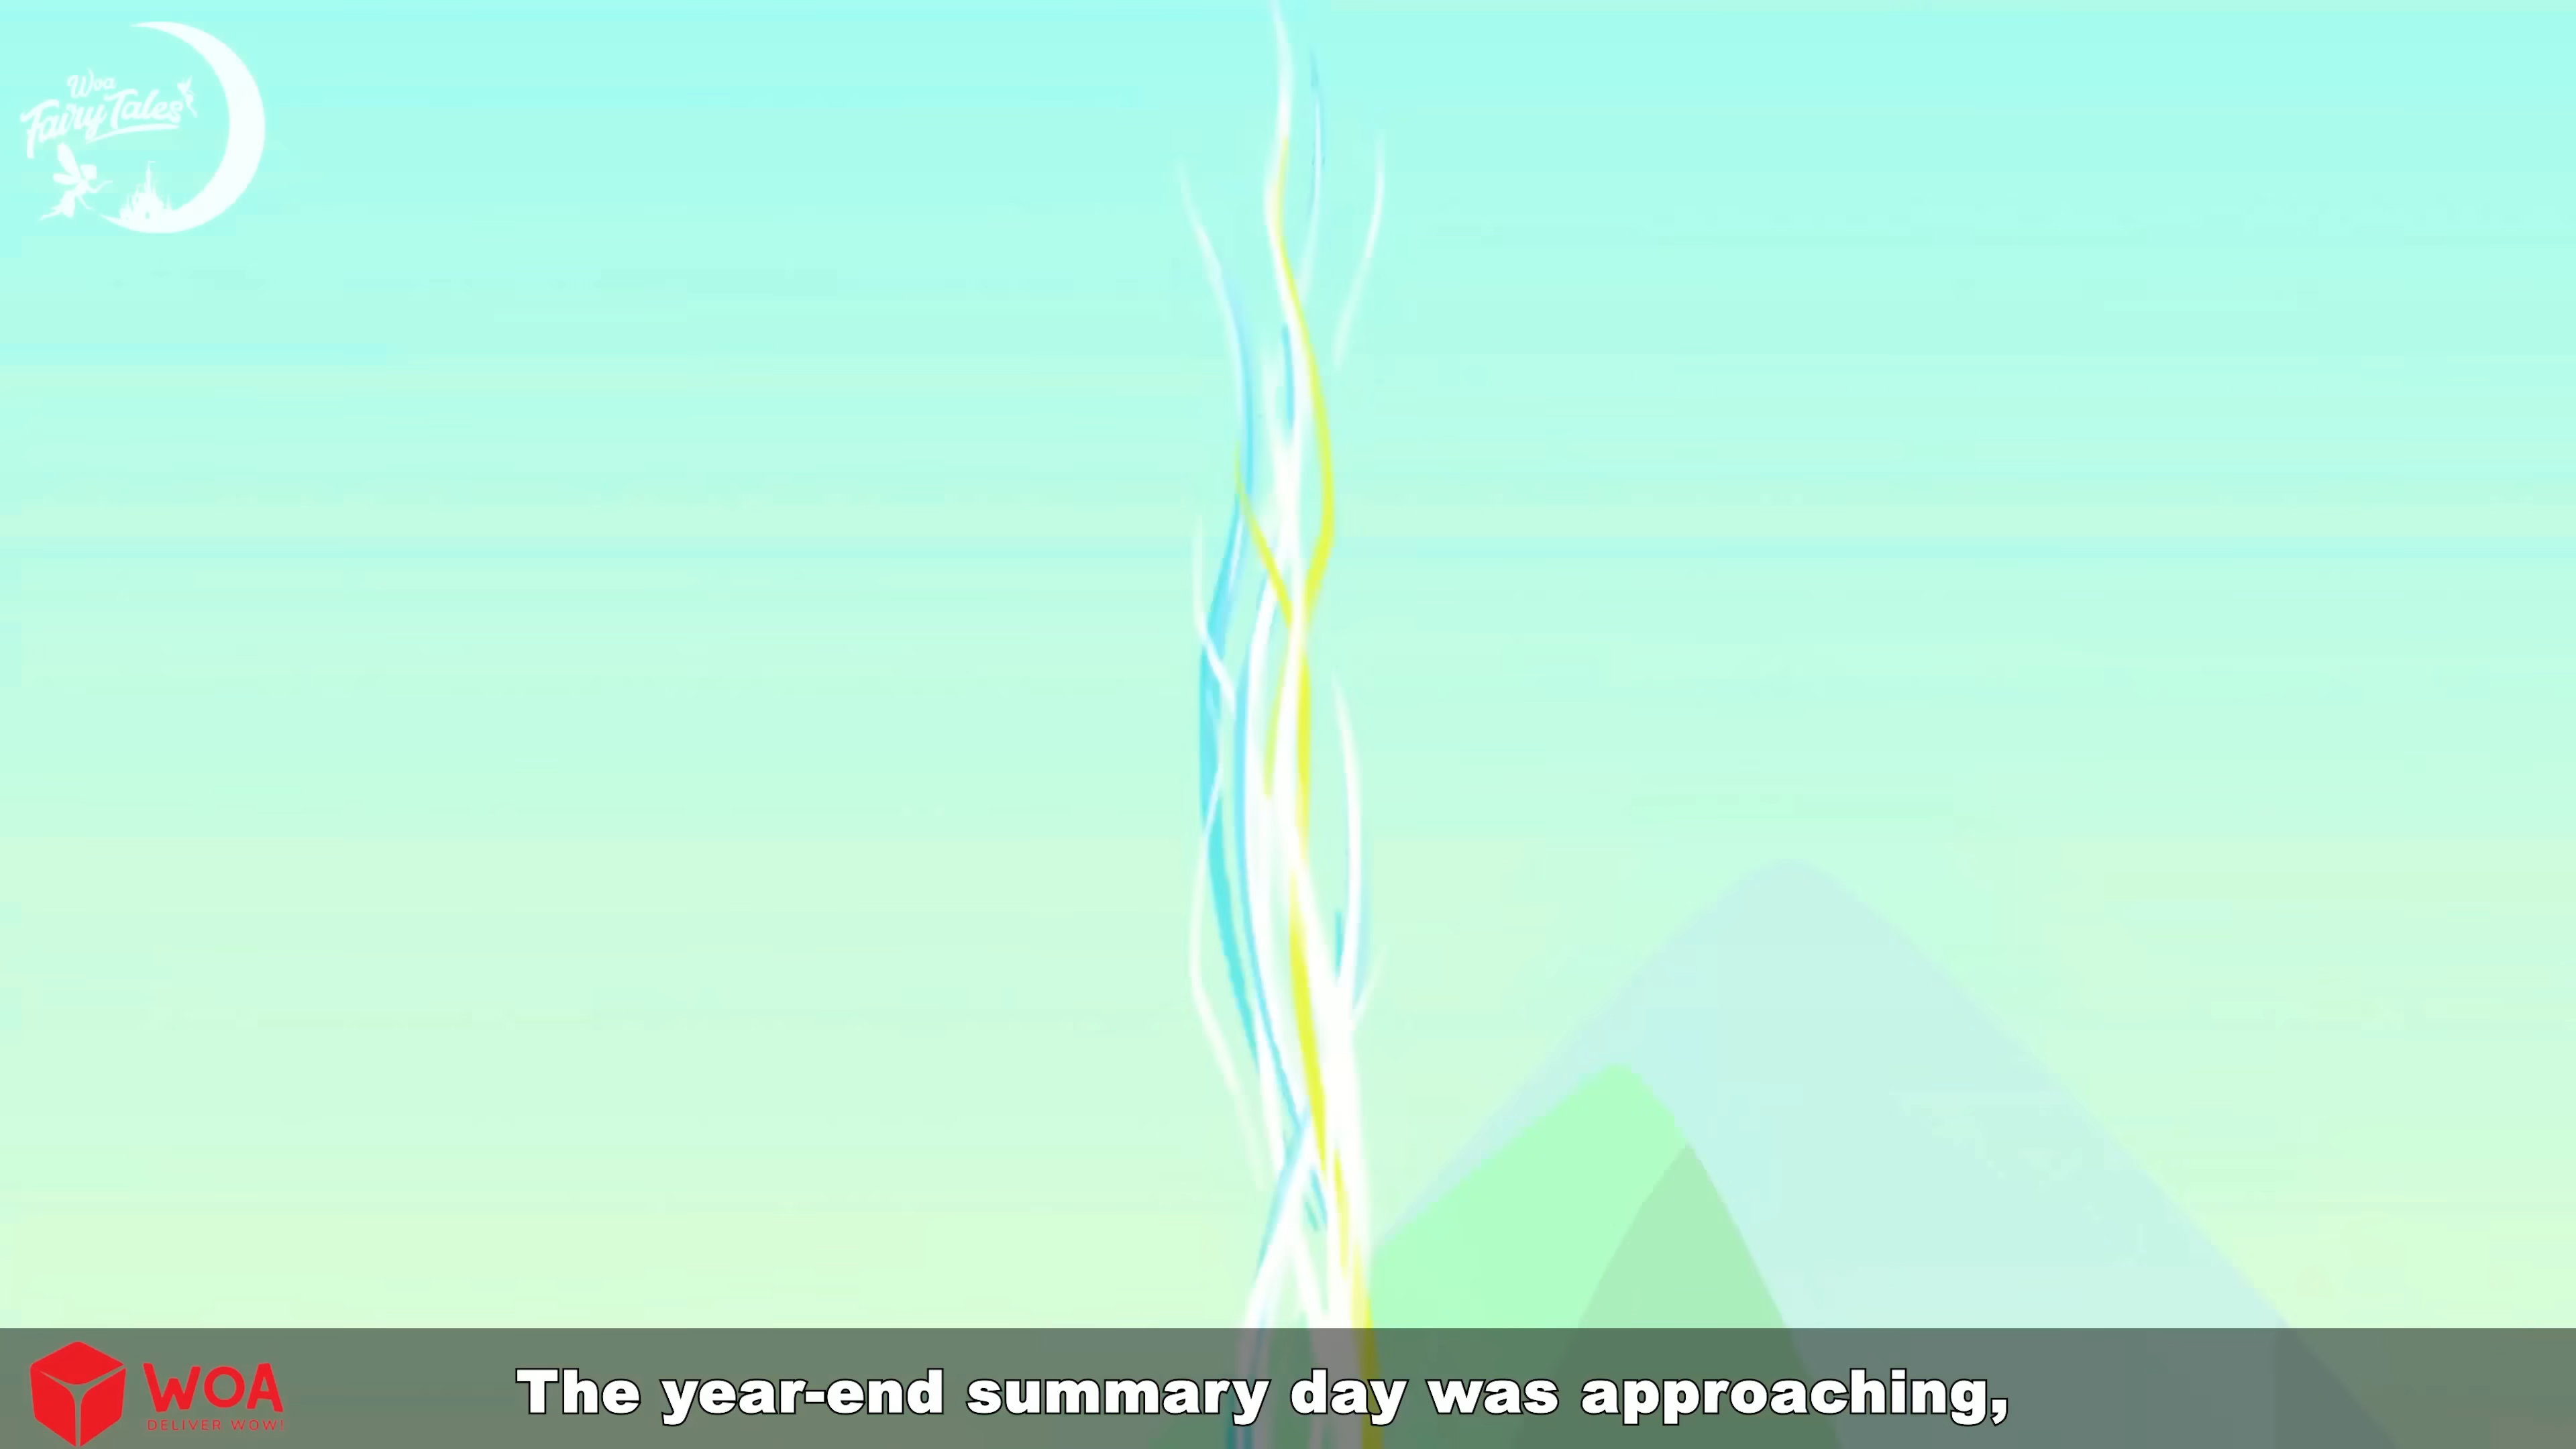 Woa
Fairy Tales
WOA
DELIVER WOW!
The year-end summary day was approaching,